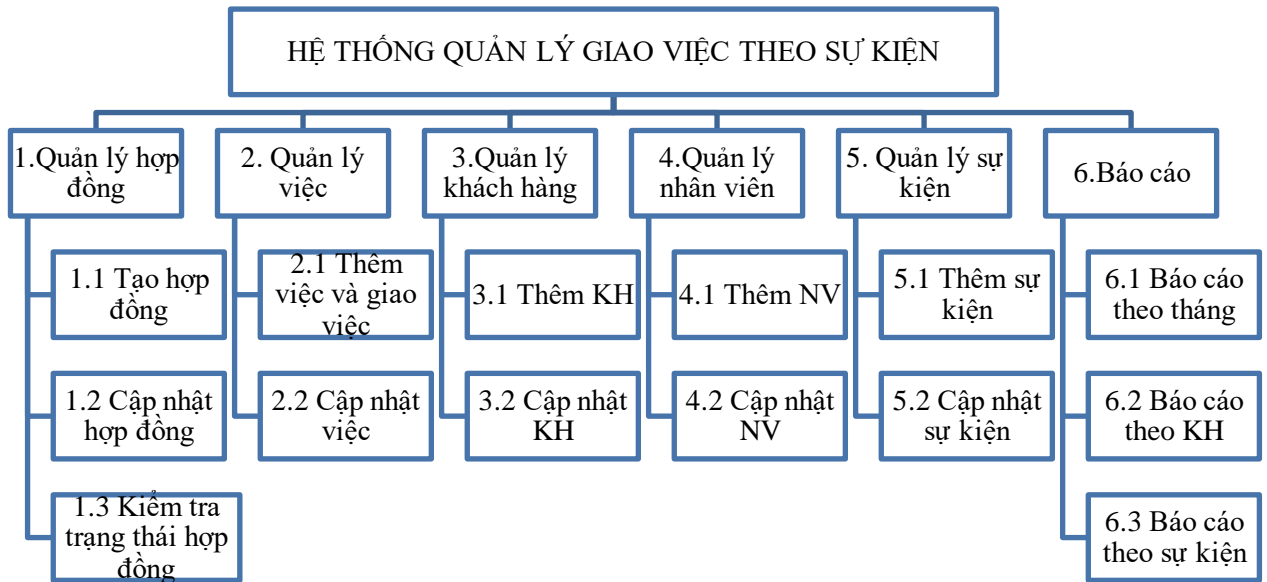 HỆ THỐNG QUẢN LÝ GIAO VIỆC THEO SỰ KIỆN
1.Quản lý hợp
đồng
2. Quản lý
việc
3.Quản lý
khách hàng
4.Quản lý
nhân viên
5. Quản lý sự
kiện
6.Báo cáo
1.1 Tạo hợp
đồng
2.1 Thêm
việc và giao
việc
3.1 Thêm KH
4.1 Thêm NV
5.1 Thêm sự
kiện
6.1 Báo cáo
theo tháng
1.2 Cập nhật
hợp đồng
2.2 Cập nhật
việc
3.2 Cập nhật
KH
4.2 Cập nhật
NV
5.2 Cập nhật
sự kiện
6.2 Báo cáo
theo KH
1.3 Kiểm tra
trạng thái hợp
đồng
6.3 Báo cáo
theo sự kiện